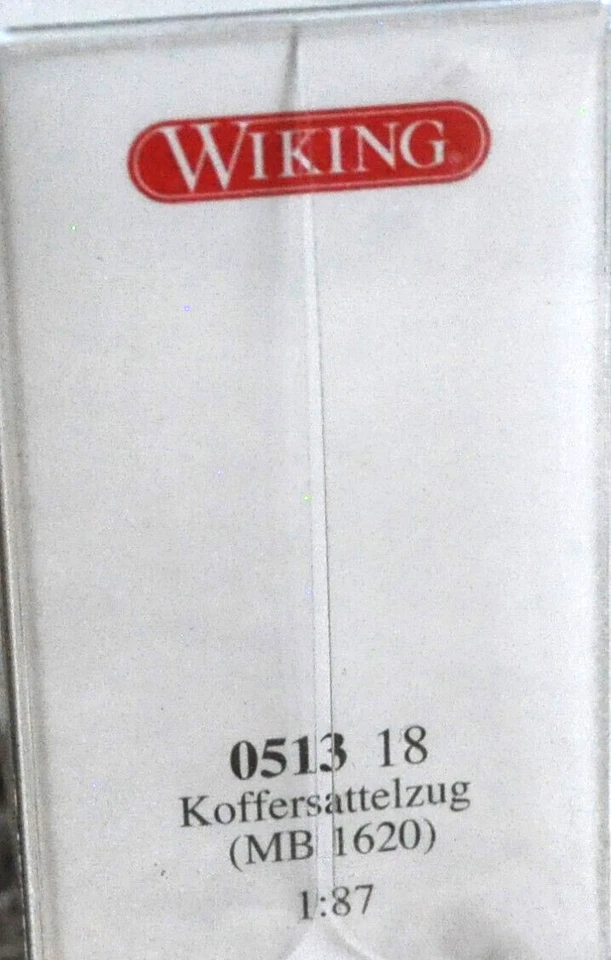 WIKING
0513 18
Koffersattelzug
(MB 1620)
1:87